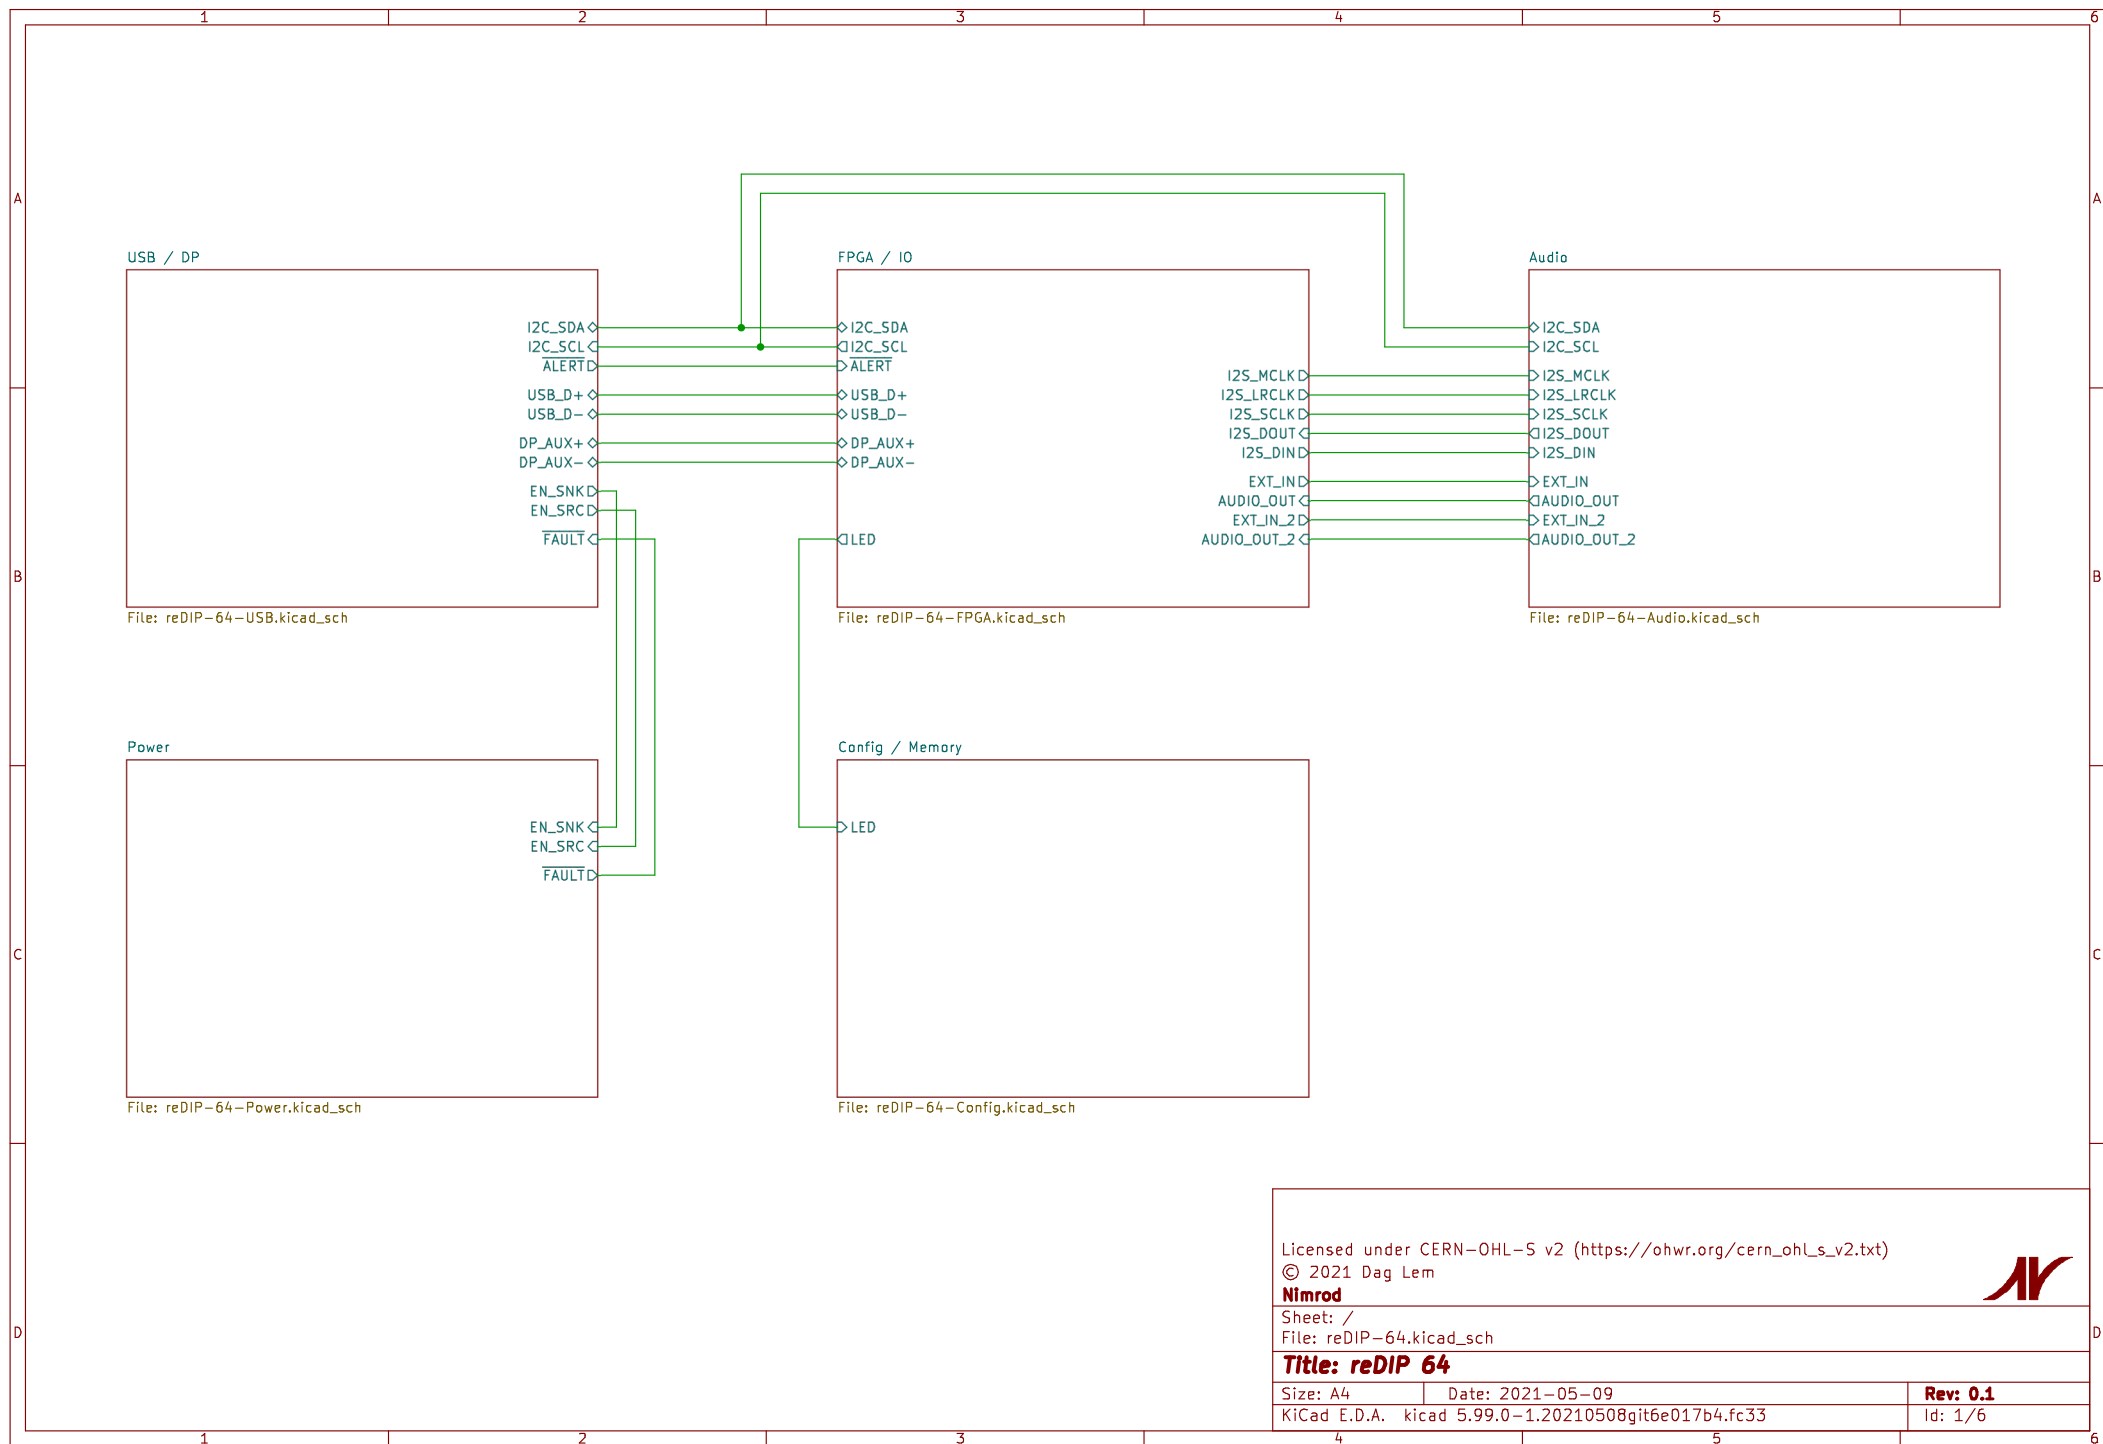 1 2 3 4 5 6
A A
USB / DP
I2C_SDA
I2C_SCL
ALERT
USB_D+
USB_D-
DP_AUX+
DP_AUX-
EN_SNK
EN_SRC
FAULT
File: reDIP-64-USB.kicad_sch
FPGA / IO
I2C_SDA
I2C_SCL
ALERT
USB_D+
USB_D-
DP_AUX+
DP_AUX-
LED
I2S_MCLK
I2S_LRCLK
I2S_SCLK
I2S_DOUT
I2S_DIN
EXT_IN
AUDIO_OUT
EXT_IN_2
AUDIO_OUT_2
File: reDIP-64-FPGA.kicad_sch
Audio
I2C_SDA
I2C_SCL
I2S_MCLK
I2S_LRCLK
I2S_SCLK
I2S_DOUT
I2S_DIN
EXT_IN
AUDIO_OUT
EXT_IN_2
AUDIO_OUT_2
File: reDIP-64-Audio.kicad_sch
B B
Power
EN_SNK
EN_SRC
FAULT
File: reDIP-64-Power.kicad_sch
Config / Memory
LED
File: reDIP-64-Config.kicad_sch
C C
Licensed under CERN-OHL-S v2 (https://ohwr.org/cern_ohl_s_v2.txt)
© 2021 Dag Lem
Nimrod
Sheet: /
File: reDIP-64.kicad_sch
D D
Title: reDIP 64
Size: A4 Date: 2021-05-09 Rev: 0.1
KiCad E.D.A. kicad 5.99.0-1.20210508git6e017b4.fc33 Id: 1/6
1 2 3 4 5 6